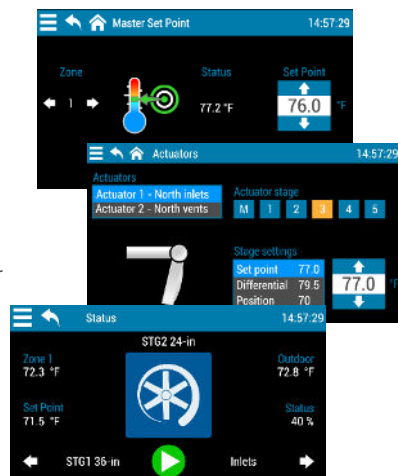 Master Set Point 14:57:29
Zone Status Set Point
1 77.2 °F 76.0 °F
Actuators 14:57:29
Actuators Actuator stage
Actuator 1 - North inlets
Actuator 2 - North vents
M 1 2 3 4 5
Stage settings
Set point 77.0
Differential 79.5
Position 70
77.0 °F
Status 14:57:29
STG2 24-in
Zone 1 Outdoor
72.3 °F 72.8 °F
Set Point Status
71.5 °F 40 %
STG1 36-in Inlets